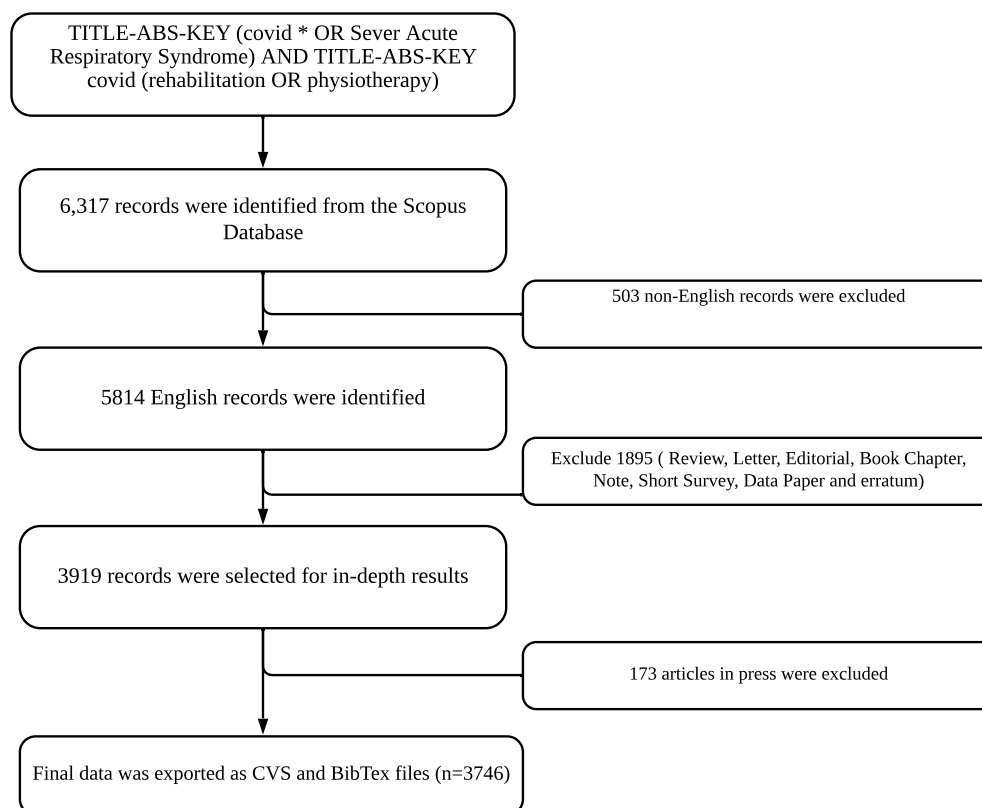 TITLE-ABS-KEY (covid * OR Sever Acute
Respiratory Syndrome) AND TITLE-ABS-KEY
covid (rehabilitation OR physiotherapy)
6,317 records were identified from the Scopus
Database
503 non-English records were excluded
5814 English records were identified
Exclude 1895 ( Review, Letter, Editorial, Book Chapter,
Note, Short Survey, Data Paper and erratum)
3919 records were selected for in-depth results
173 articles in press were excluded
Final data was exported as CVS and BibTex files (n=3746)